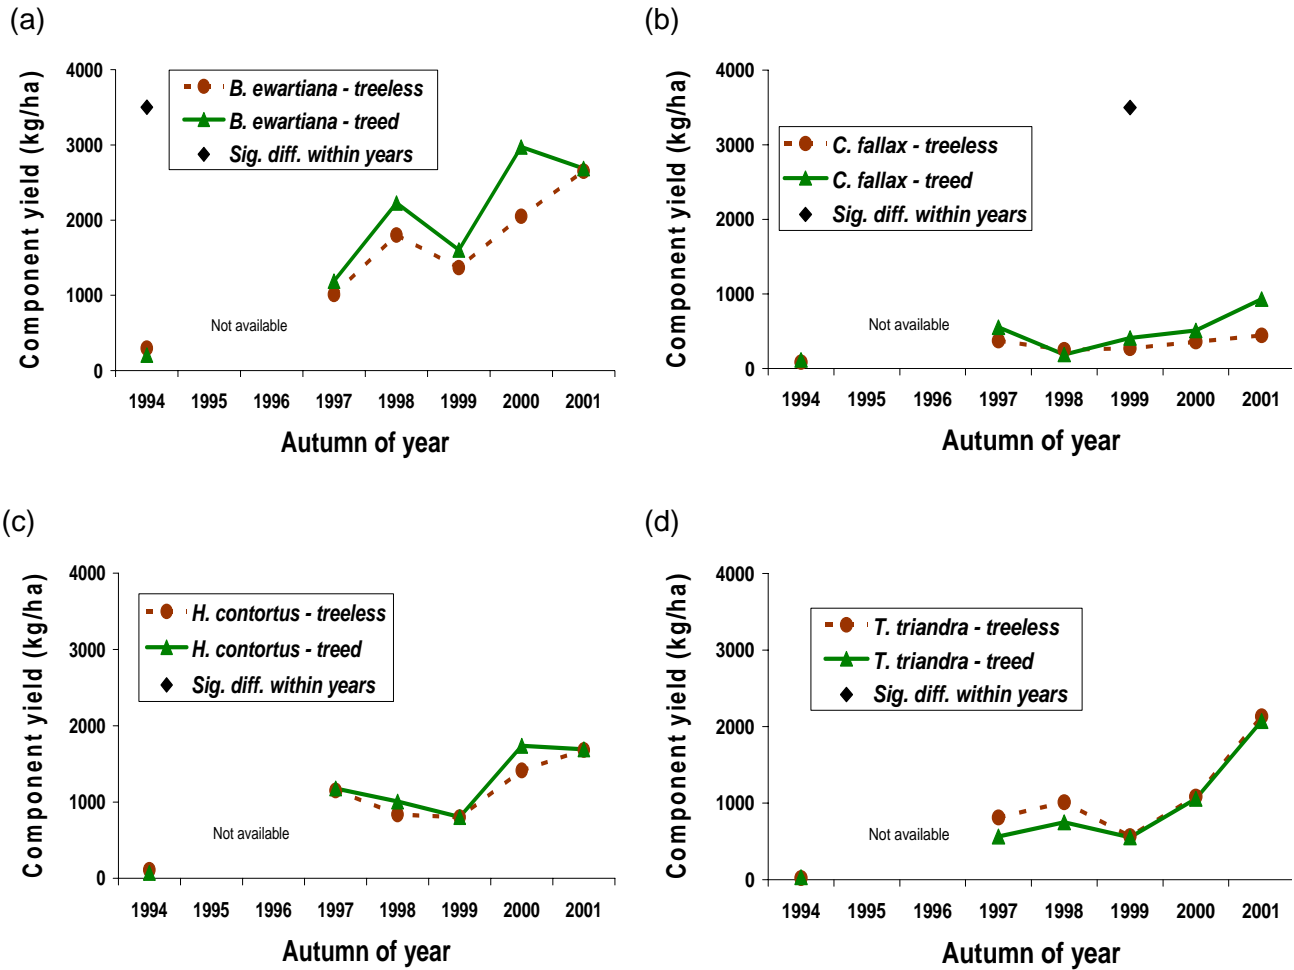 (a)
Component yield (kg/ha)
4000
3000
2000
1000
0
B. ewartiana - treeless
B. ewartiana - treed
Sig. diff. within years
Not available
1994 1995 1996 1997 1998 1999 2000 2001
Autumn of year
(b)
Component yield (kg/ha)
4000
3000
2000
1000
0
C. fallax - treeless
C. fallax - treed
Sig. diff. within years
Not available
1994 1995 1996 1997 1998 1999 2000 2001
Autumn of year
(c)
Component yield (kg/ha)
4000
3000
2000
1000
0
H. contortus - treeless
H. contortus - treed
Sig. diff. within years
Not available
1994 1995 1996 1997 1998 1999 2000 2001
Autumn of year
(d)
Component yield (kg/ha)
4000
3000
2000
1000
0
T. triandra - treeless
T. triandra - treed
Sig. diff. within years
Not available
1994 1995 1996 1997 1998 1999 2000 2001
Autumn of year